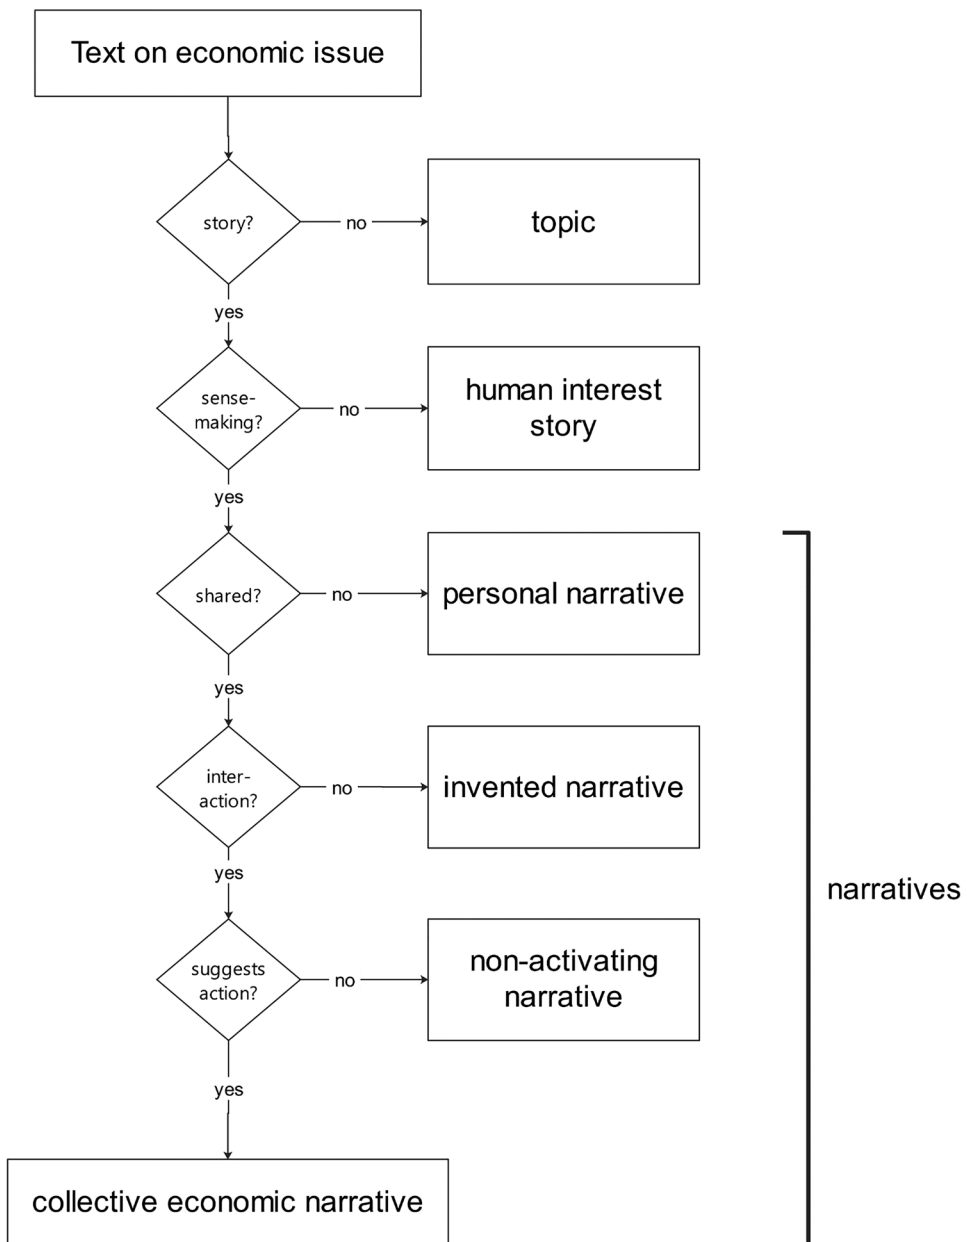 Text on economic issue
story?
no
topic
yes
sense-
making?
no
human interest
story
yes
shared?
no
personal narrative
yes
inter-
action?
no
invented narrative
yes
narratives
suggests
action?
no
non-activating
narrative
yes
collective economic narrative